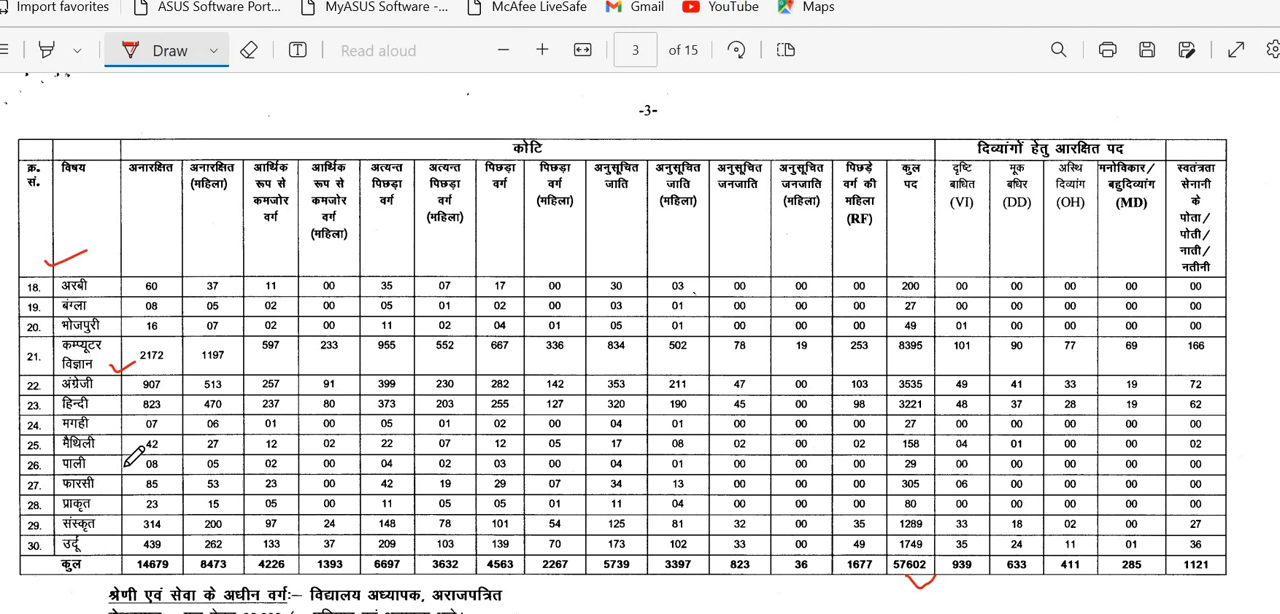 Import favorites ASUS Software Port... MyASUS Software -... McAfee LiveSafe Gmail YouTube Maps
Draw Read aloud 3 of 15
-3-
कोटि दिव्यांगों हेतु आरक्षित पद
क्र. सं. विषय अनारक्षित अनारक्षित (महिला) आर्थिक रूप से कमजोर वर्ग आर्थिक रूप से कमजोर वर्ग (महिला) अत्यन्त पिछड़ा वर्ग अत्यन्त पिछड़ा वर्ग (महिला) पिछड़ा वर्ग पिछड़ा वर्ग (महिला) अनुसूचित जाति अनुसूचित जाति (महिला) अनुसूचित जनजाति अनुसूचित जनजाति (महिला) पिछड़े वर्ग की महिला (RF) कुल पद दृष्टि बाधित (VI) मूक बधिर (DD) अस्थि दिव्यांग (OH) मनोविकार/ बहुदिव्यांग (MD) स्वतंत्रता सेनानी के पोता/ पोती/ नाती/ नतीनी
18. अरबी 60 37 11 00 35 07 17 00 30 03 00 00 00 200 00 00 00 00 00
19. बंग्ला 08 05 02 00 05 01 02 00 03 01 00 00 00 27 00 00 00 00 00
20. भोजपुरी 16 07 02 00 11 02 04 01 05 01 00 00 00 49 01 00 00 00 00
21. कम्प्यूटर विज्ञान 2172 1197 597 233 955 552 667 336 834 502 78 19 253 8395 101 90 77 69 166
22. अंग्रेजी 907 513 257 91 399 230 282 142 353 211 47 00 103 3535 49 41 33 19 72
23. हिन्दी 823 470 237 80 373 203 255 127 320 190 45 00 98 3221 48 37 28 19 62
24. मगही 07 06 01 00 05 01 02 00 04 01 00 00 00 27 00 00 00 00 00
25. मैथिली 42 27 12 02 22 07 12 05 17 08 02 00 02 158 04 01 00 00 02
26. पाली 08 05 02 00 04 02 03 00 04 01 00 00 00 29 00 00 00 00 00
27. फारसी 85 53 23 00 42 19 29 07 34 13 00 00 00 305 06 00 00 00 00
28. प्राकृत 23 15 05 00 11 05 05 01 11 04 00 00 00 80 00 00 00 00 00
29. संस्कृत 314 200 97 24 148 78 101 54 125 81 32 00 35 1289 33 18 02 00 27
30. उर्दू 439 262 133 37 209 103 139 70 173 102 33 00 49 1749 35 24 11 01 36
कुल 14679 8473 4226 1393 6697 3632 4563 2267 5739 3397 823 36 1677 57602 939 633 411 285 1121
श्रेणी एवं सेवा के अधीन वर्ग:– विद्यालय अध्यापक, अराजपत्रित